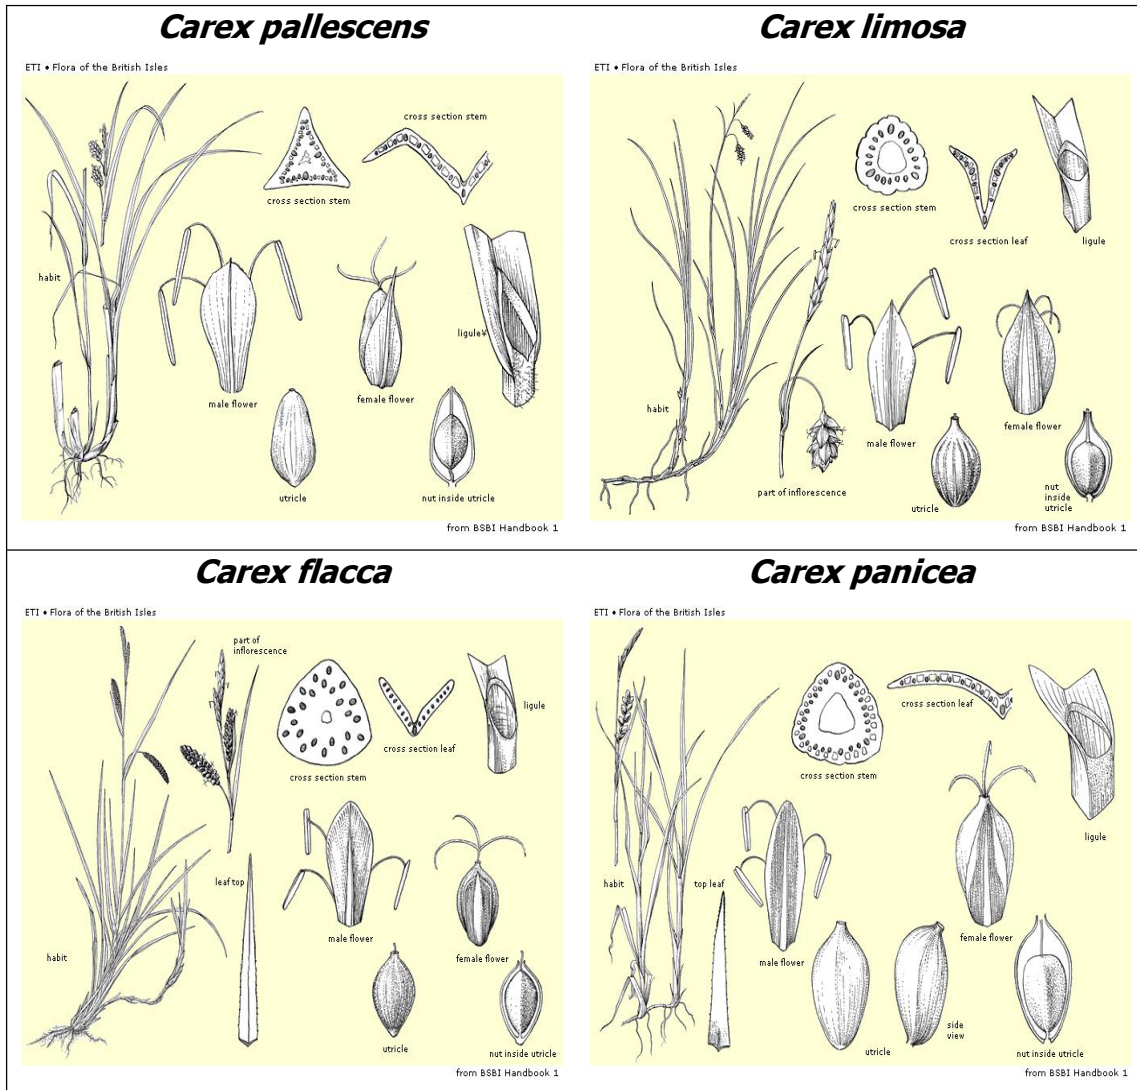 Carex pallescens
ETI • Flora of the British Isles
cross section stem
cross section stem
habit
ligule¥
male flower
female flower
utricle
nut inside utricle
from BSBI Handbook 1
Carex limosa
ETI • Flora of the British Isles
cross section stem
cross section leaf
ligule
habit
male flower
female flower
part of inflorescence
utricle
nut
inside
utricle
from BSBI Handbook 1
Carex flacca
ETI • Flora of the British Isles
part of
inflorescence
ligule
cross section leaf
cross section stem
leaf top
male flower
habit
female flower
utricle
nut inside utricle
from BSBI Handbook 1
Carex panicea
ETI • Flora of the British Isles
cross section leaf
cross section stem
ligule
habit
top leaf
male flower
female flower
utricle
side
view
nut inside utricle
from BSBI Handbook 1